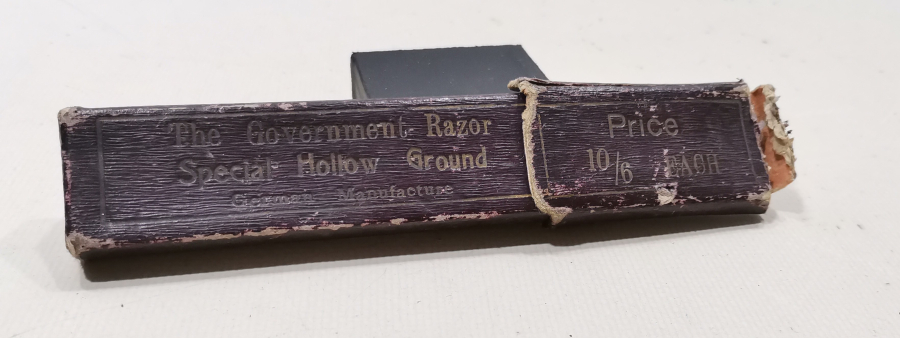 The Government Razor
Special Hollow Ground
German Manufacture
Price
10/6 EACH